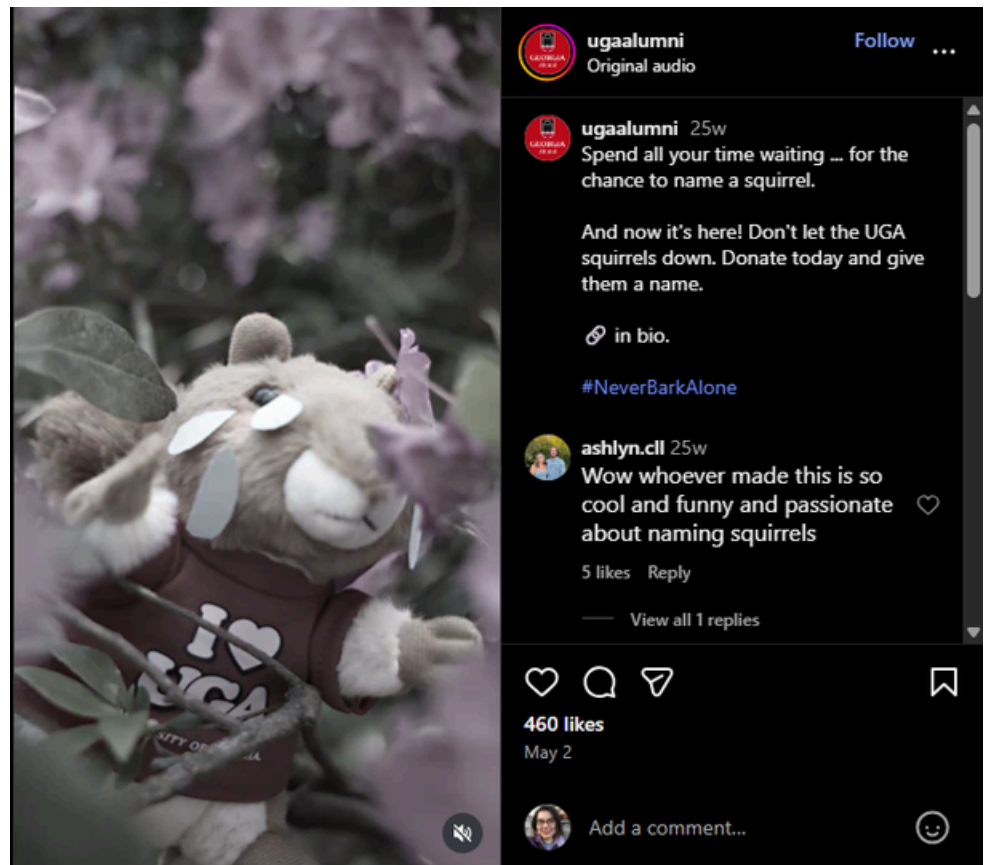 ugaalumni
Follow
Original audio
GEORGIA
ugaalumni 25w
Spend all your time waiting ... for the
chance to name a squirrel.
And now it's here! Don't let the UGA
squirrels down. Donate today and give
them a name.
in bio.
#NeverBarkAlone
ashlyn.cll 25w
Wow whoever made this is so
cool and funny and passionate
about naming squirrels
5 likes Reply
View all 1 replies
460 likes
May 2
Add a comment...
I
UGA